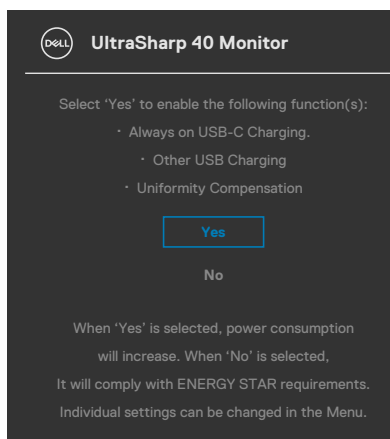 DELL
UltraSharp 40 Monitor
Select ‘Yes’ to enable the following function(s):
· Always on USB-C Charging.
· Other USB Charging
· Uniformity Compensation
Yes
No
When ‘Yes’ is selected, power consumption
will increase. When ‘No’ is selected,
It will comply with ENERGY STAR requirements.
Individual settings can be changed in the Menu.